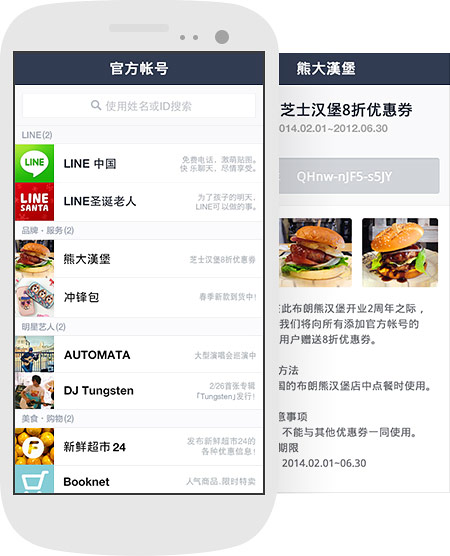 官方帐号
使用姓名或ID搜索
LINE(2)
LINE
LINE 中国
免费电话，邀萌贴图。
快乐聊天，尽情享受。
LINE
SANTA
LINE圣诞老人
为了孩子的明天，
LINE可以做的事。
品牌・服务(2)
熊大漢堡
芝士汉堡8折优惠券
冲锋包
春季新款到货中!
明星艺人(2)
AUTOMATA
大型演唱会巡演中
DJ Tungsten
2/26首张专辑
「Tungsten」发行!
美食・购物(2)
F
新鲜超市 24
发布新鲜超市24的
各种优惠信息!
Booknet
人气商品、限时特卖
熊大漢堡
芝士汉堡8折优惠券
2014.02.01~2012.06.30
QHnw-nJF5-s5JY
在此布朗熊汉堡开业2周年之际，
我们将向所有添加官方帐号的
用户赠送8折优惠券。
方法
国的布朗熊汉堡店中点餐时使用。
意事项
不能与其他优惠券一同使用。
期限
2014.02.01~06.30